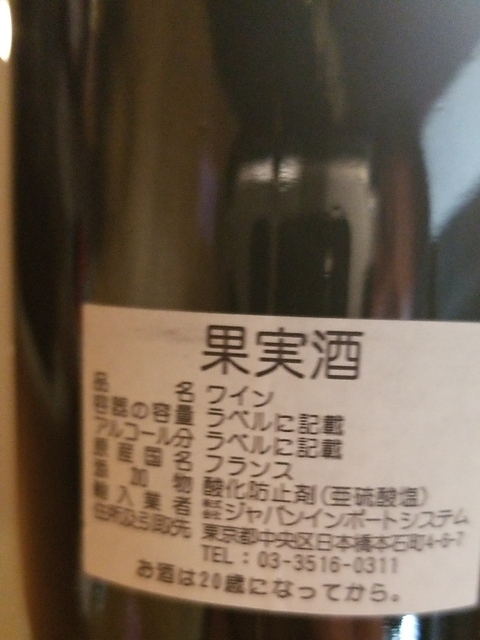 果実酒
品名 ワイン
容器の容量 ラベルに記載
アルコール分 ラベルに記載
原産国名 フランス
添加物 酸化防止剤(亜硫酸塩)
輸入業者 株式会社ジャパンインポートシステム
住所及引取先 東京都中央区日本橋本石町4-6-7
TEL:03-3516-0311
お酒は20歳になってから。